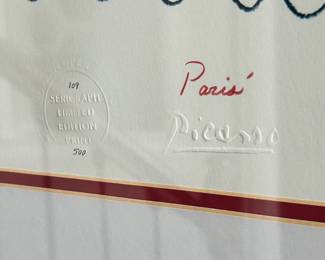 109
SERIGRAPH
LIMITED
EDITION
PRINT
500
Paris
Picasso